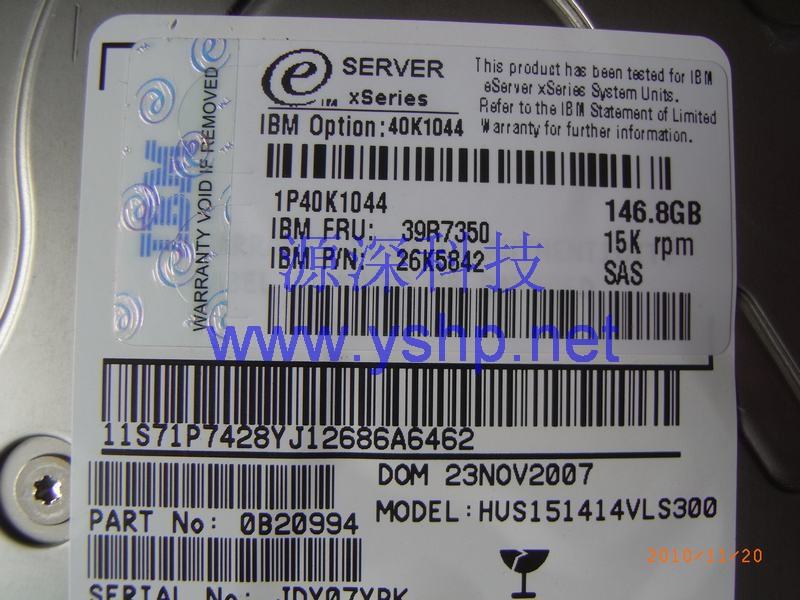 SERVER
xSeries
IBM Option:40K1044
This product has been tested for IBM
eServer xSeries System Units.
Refer to the IBM Statement of Limited
Warranty for further information.
WARRANTY VOID IF REMOVED
IBM
1P40K1044
IBM FRU: 39R7350
IBM P/N: 26K5842
146.8GB
15K rpm
SAS
源深科技
www.yshp.net
11S71P7428YJ12686A6462
DOM 23NOV2007
PART No: 0B20994
MODEL:HUS151414VLS300
SERIAL No:
2010/11/20